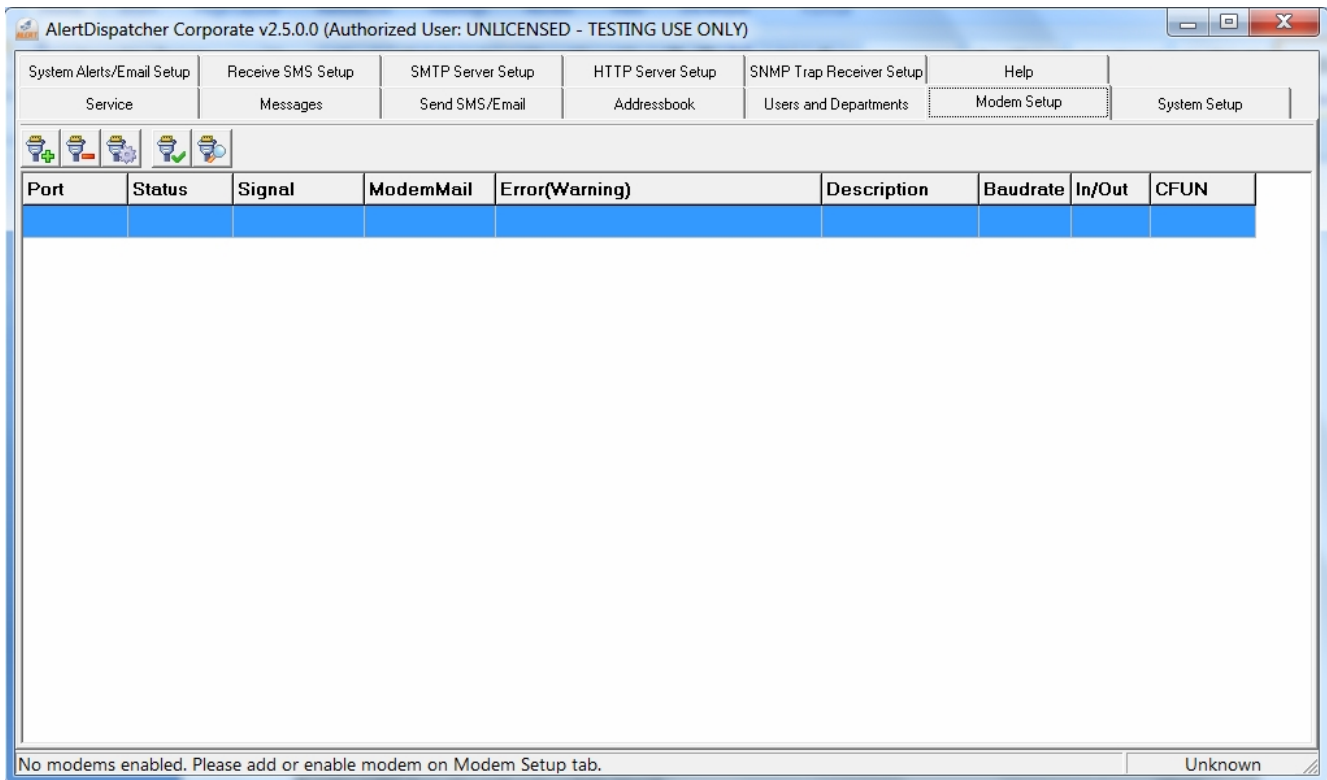 AlertDispatcher Corporate v2.5.0.0 (Authorized User: UNLICENSED - TESTING USE ONLY)
System Alerts/Email Setup Receive SMS Setup SMTP Server Setup HTTP Server Setup SNMP Trap Receiver Setup Help
Service Messages Send SMS/Email Addressbook Users and Departments Modem Setup System Setup
Port Status Signal ModemMail Error(Warning) Description Baudrate In/Out CFUN
No modems enabled. Please add or enable modem on Modem Setup tab. Unknown